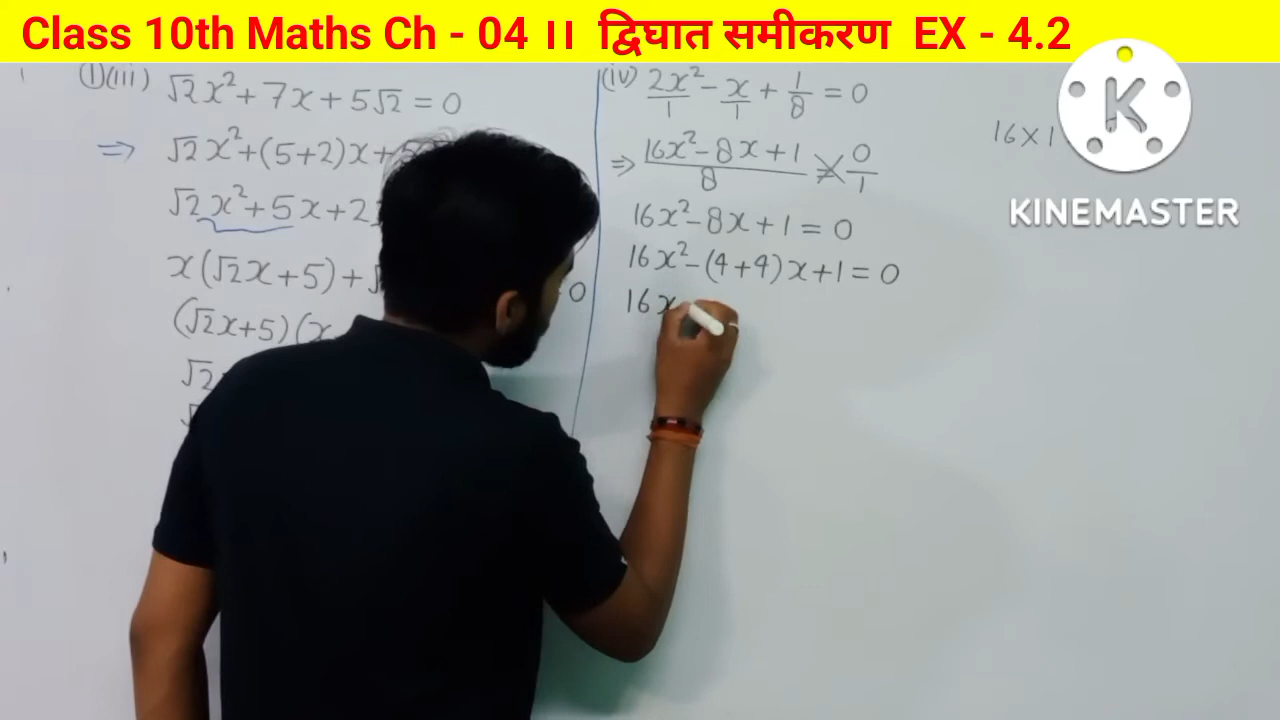 Class 10th Maths Ch - 04 ।। द्विघात समीकरण EX - 4.2
(1)(iii) √2x²+7x+5√2=0
⇒ √2x²+(5+2)x+
√2x²+5x+2
x(√2x+5)+
0
(√2x+5)(x
√2
(iv) 2x²/1 - x/1 + 1/8 = 0
⇒ 16x²-8x+1/8 = 0/1
16x²-8x+1=0
16x²-(4+4)x+1=0
16x
16×1
KINEMASTER